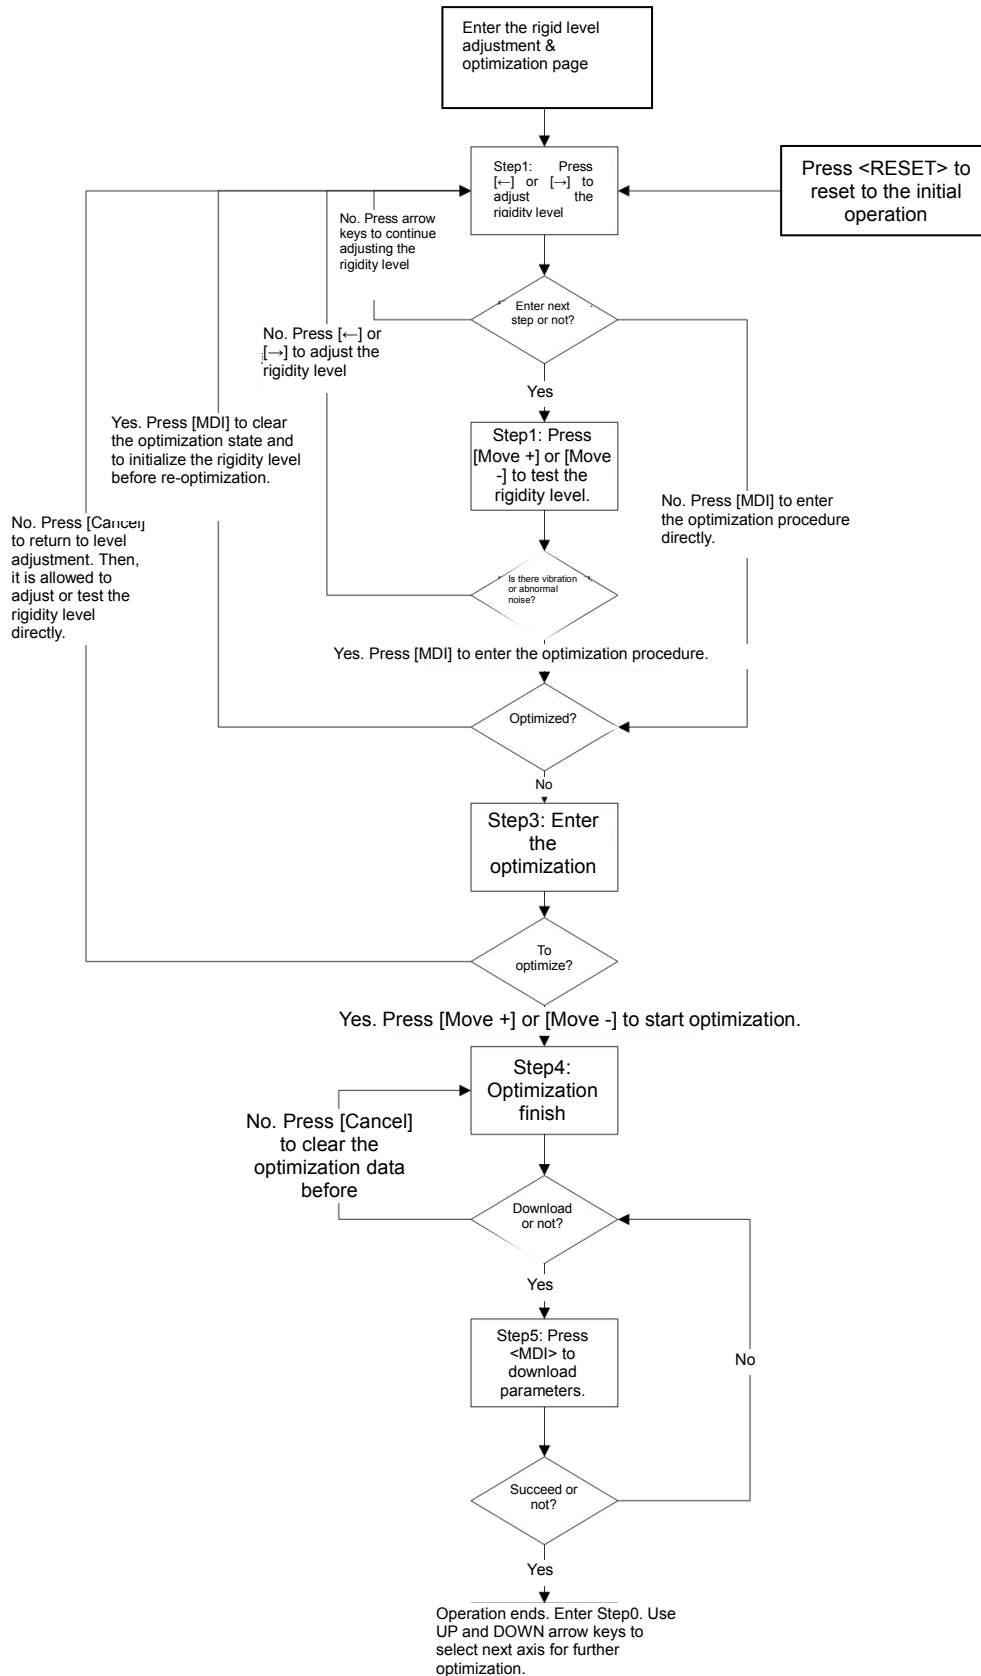 Enter the rigid level
adjustment &
optimization page
Step1: Press
[←] or [→] to
adjust the
rigidity level
Press <RESET> to
reset to the initial
operation
No. Press arrow
keys to continue
adjusting the
rigidity level
Enter next
step or not?
No. Press [←] or
[→] to adjust the
rigidity level
Yes
Yes. Press [MDI] to clear
the optimization state and
to initialize the rigidity level
before re-optimization.
Step1: Press
[Move +] or [Move
-] to test the
rigidity level.
No. Press [MDI] to enter
the optimization procedure
directly.
No. Press [Cancel]
to return to level
adjustment. Then,
it is allowed to
adjust or test the
rigidity level
directly.
Is there vibration
or abnormal
noise?
Yes. Press [MDI] to enter the optimization procedure.
Optimized?
No
Step3: Enter
the
optimization
To
optimize?
Yes. Press [Move +] or [Move -] to start optimization.
Step4:
Optimization
finish
No. Press [Cancel]
to clear the
optimization data
before
Download
or not?
Yes
Step5: Press
<MDI> to
download
parameters.
No
Succeed or
not?
Yes
Operation ends. Enter Step0. Use
UP and DOWN arrow keys to
select next axis for further
optimization.